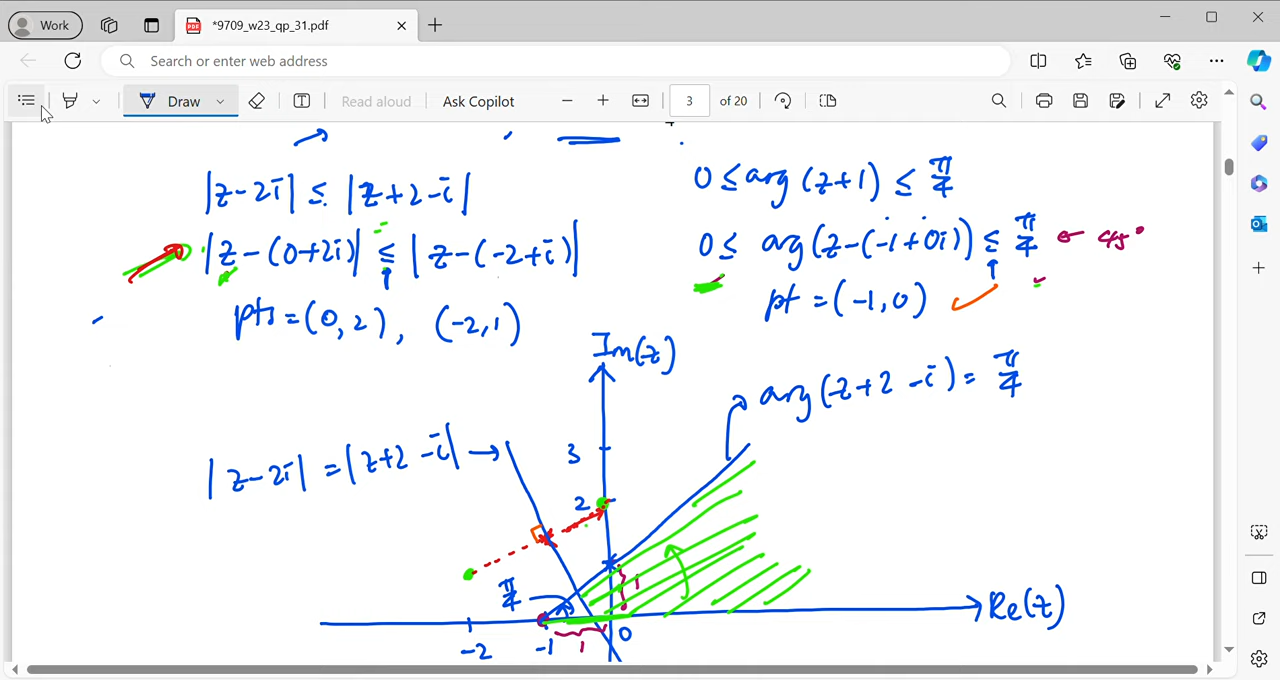 Work
*9709_w23_qp_31.pdf
Search or enter web address
Draw
Read aloud
Ask Copilot
3 of 20
|z-2i| ≤ |z+2-i|
0 ≤ arg(z+1) ≤ π/4
|z-(0+2i)| ≤ |z-(-2+i)|
0 ≤ arg(z-(-i+0i)) ≤ π/4 ← 45°
pts = (0,2), (-2,1)
pt = (-1,0)
Im(z)
arg(z+2-i) = π/4
|z-2i| = |z+2-i| →
3
2
π/4
1
Re(z)
-2
-1
1
0